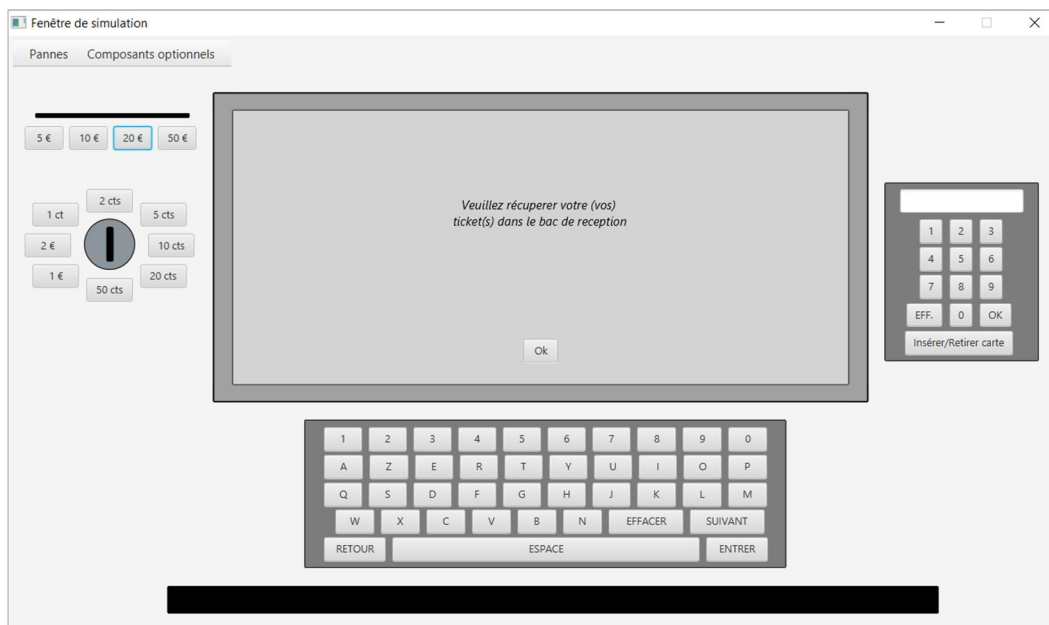 Fenêtre de simulation
Pannes Composants optionnels
5 € 10 € 20 € 50 €
2 cts
1 ct 5 cts
2 € 10 cts
1 € 20 cts
50 cts
Veuillez récuperer votre (vos)
ticket(s) dans le bac de reception
Ok
1 2 3
4 5 6
7 8 9
EFF. 0 OK
Insérer/Retirer carte
1 2 3 4 5 6 7 8 9 0
A Z E R T Y U I O P
Q S D F G H J K L M
W X C V B N EFFACER SUIVANT
RETOUR ESPACE ENTRER